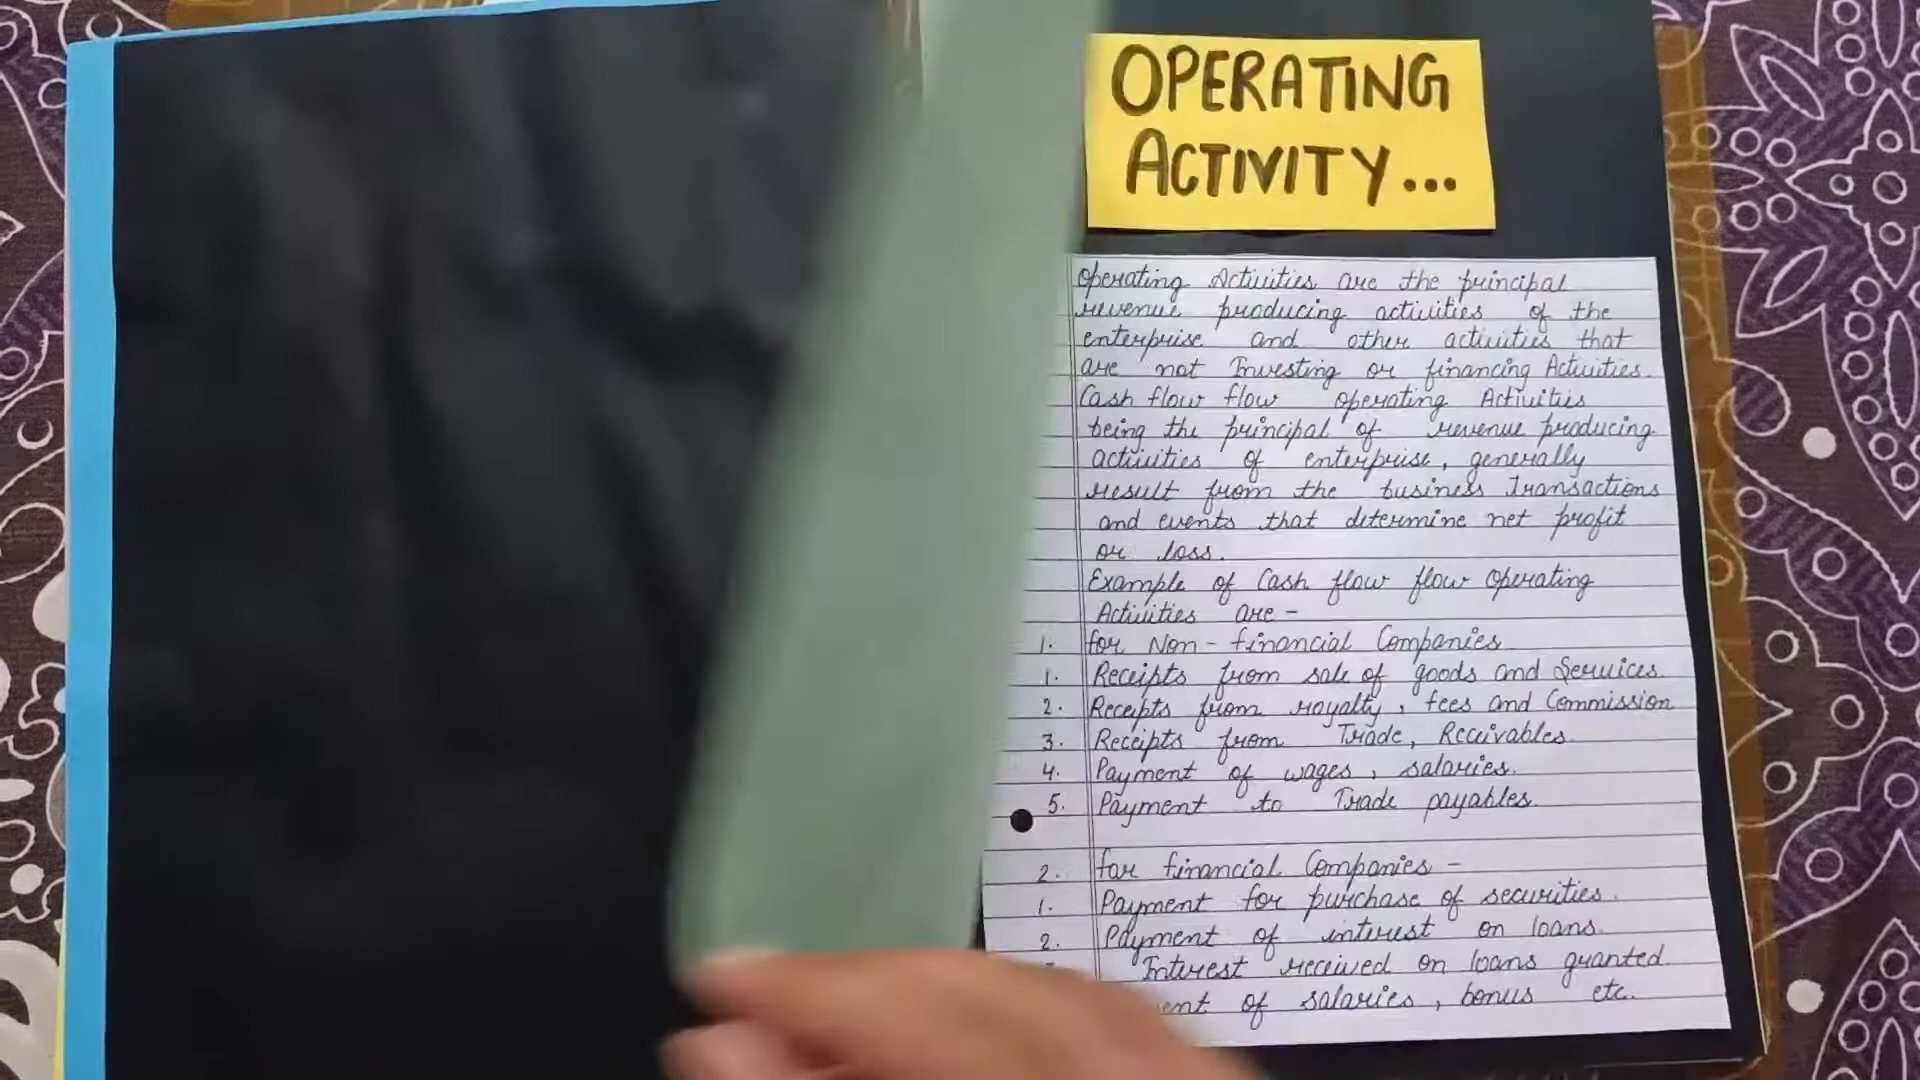 OPERATING
ACTIVITY...
Operating Activities are the principal
revenue producing activities of the
enterprise and other activities that
are not Investing or financing Activities.
Cash flow flow operating Activities
being the principal of revenue producing
activities of enterprise, generally
result from the business Transactions
and events that determine net profit
or loss.
Example of Cash flow flow Operating
Activities are -
1. for Non-financial Companies
1. Receipts from sale of goods and Services.
2. Receipts from royalty, fees and Commission
3. Receipts from Trade, Receivables.
4. Payment of wages, salaries.
5. Payment to Trade payables.
2. for financial Companies -
1. Payment for purchase of securities.
2. Payment of interest on loans.
Interest received on loans granted.
of salaries, bonus etc.